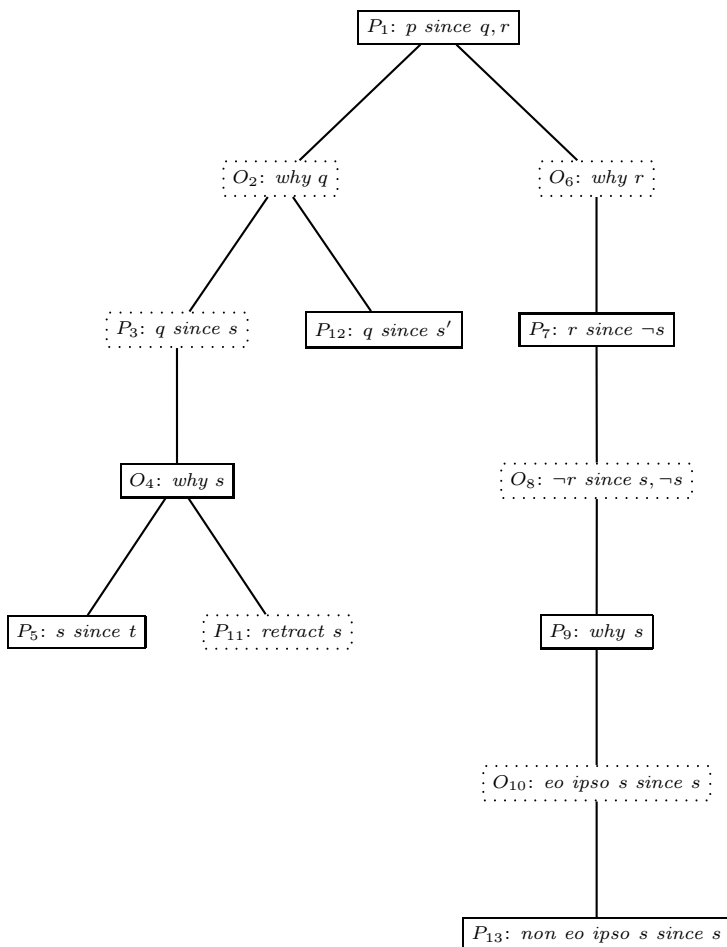 P₁: p since q, r
O₂: why q
O₆: why r
P₃: q since s
P₁₂: q since s′
P₇: r since ¬s
O₄: why s
O₈: ¬r since s, ¬s
P₅: s since t
P₁₁: retract s
P₉: why s
O₁₀: eo ipso s since s
P₁₃: non eo ipso s since s